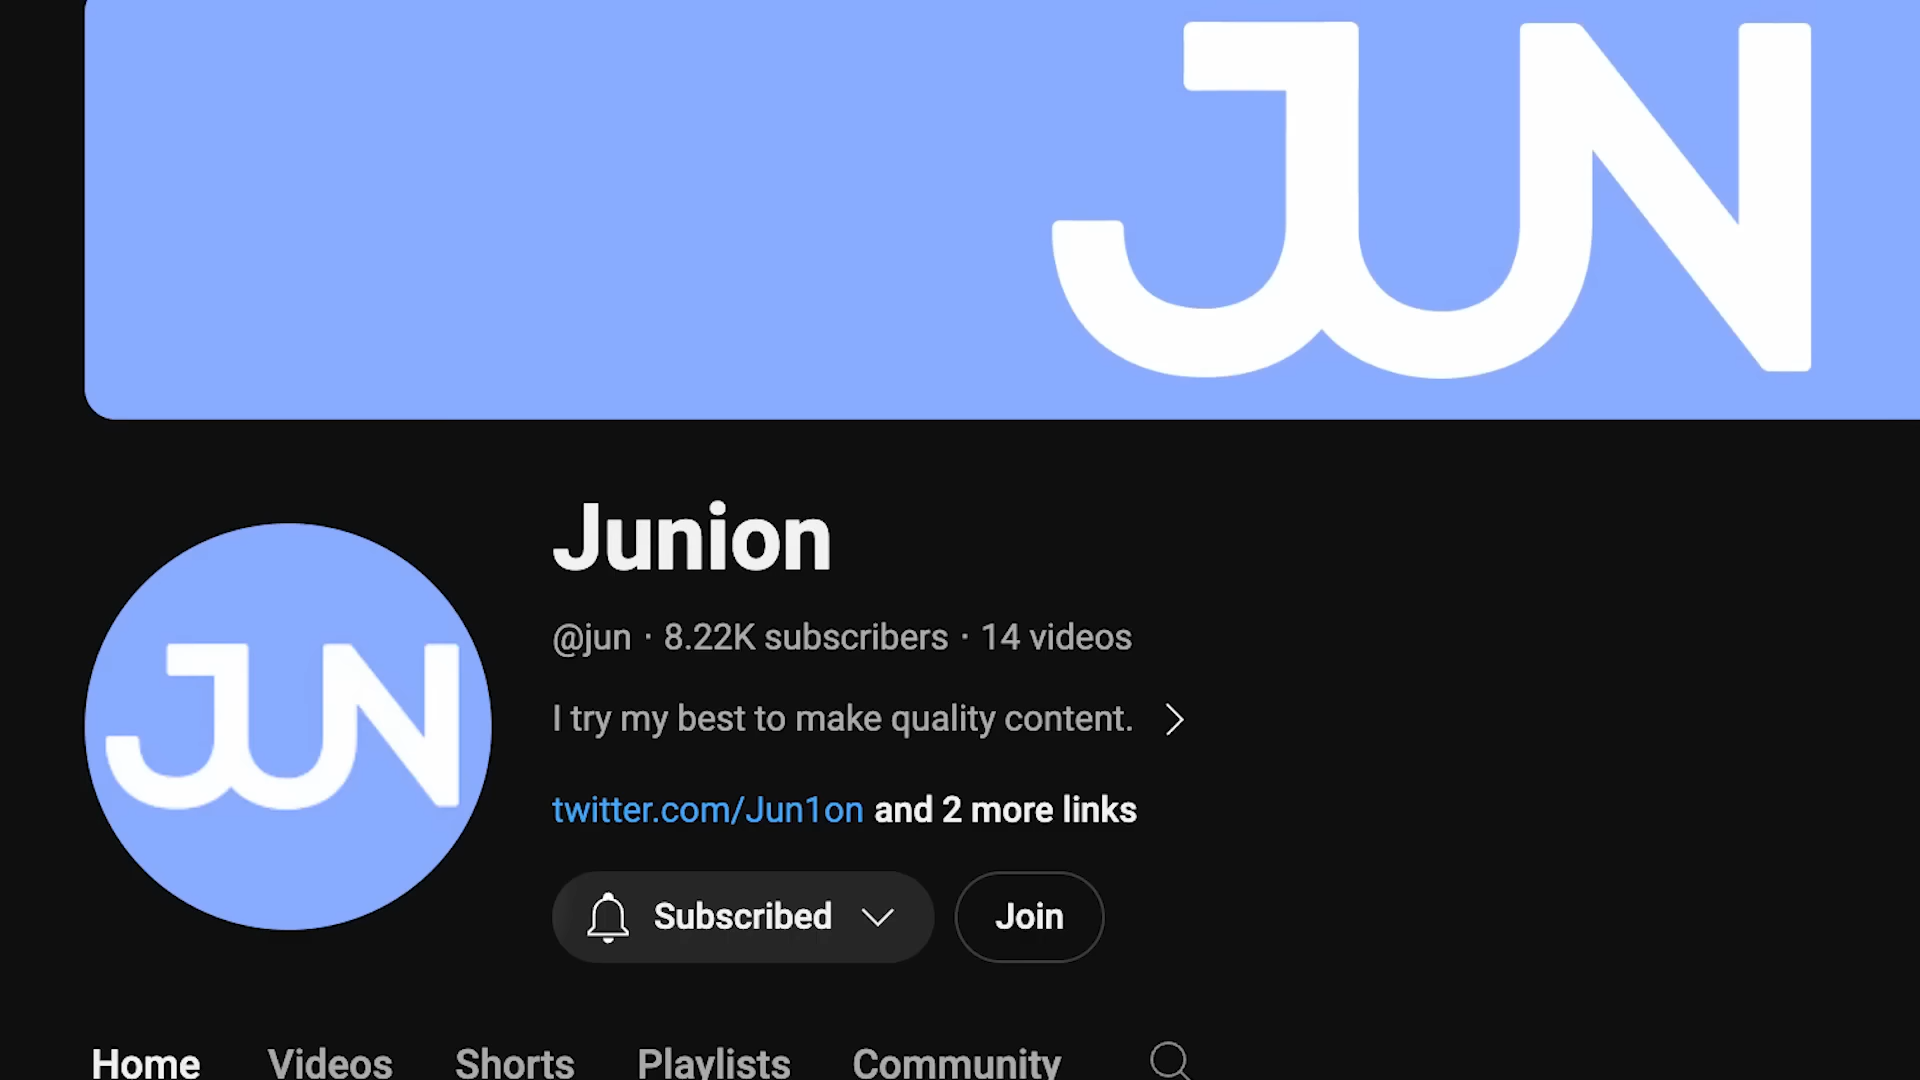 JUN
Junion
@jun · 8.22K subscribers · 14 videos
JUN
I try my best to make quality content.
twitter.com/Jun1on and 2 more links
Subscribed
Join
Home Videos Shorts Playlists Community